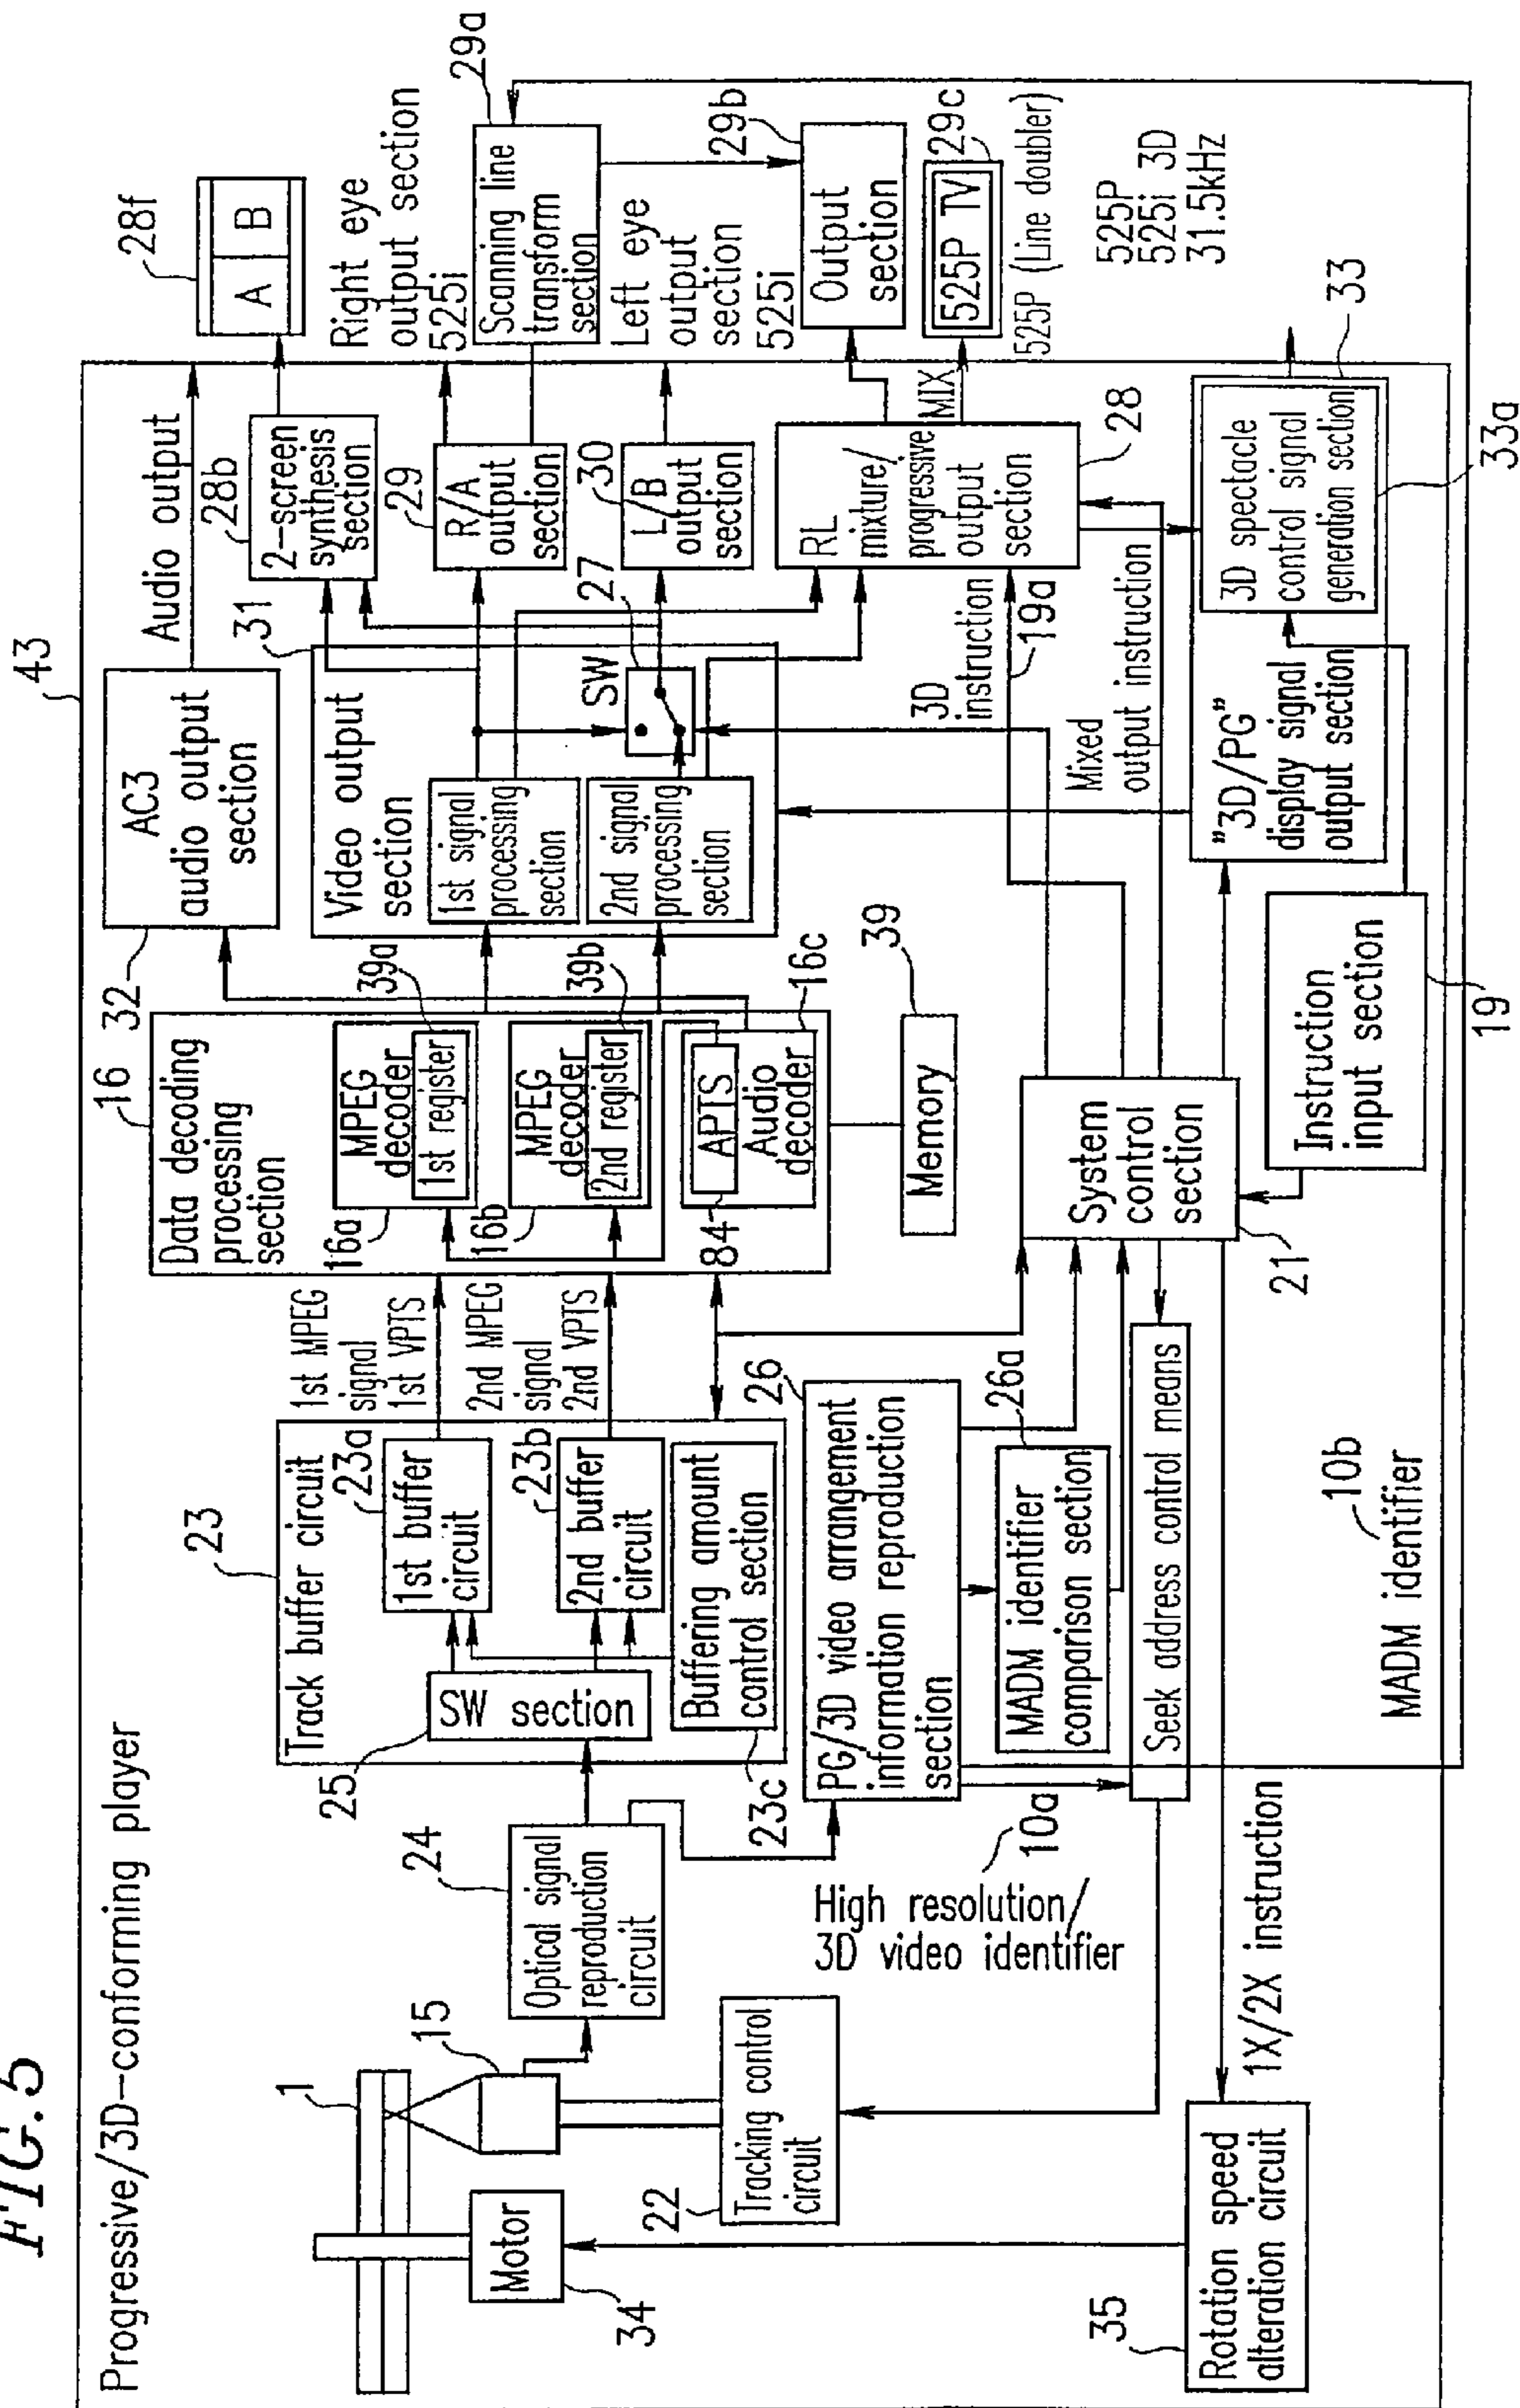 FIG. 5
Progressive/3D-conforming player
43
1
15
Motor
34
22
Tracking control
circuit
35
Rotation speed
alteration circuit
1X/2X instruction
24
Optical signal
reproduction
circuit
High resolution/
3D video identifier
10a
23
Track buffer circuit
25
SW section
23a
1st buffer
circuit
23b
2nd buffer
circuit
Buffering amount
control section
23c
1st MPEG
signal
1st VPTS
2nd MPEG
signal
2nd VPTS
26
PG/3D video arrangement
information reproduction
section
26a
MADM identifier
comparison section
Seek address control means
10b
MADM identifier
16
Data decoding
processing
section
16a
MPEG
decoder
39a
1st register
16b
MPEG
decoder
39b
2nd register
84
APTS
Audio
decoder
16c
39
Memory
System
control
section
21
Instruction
input section
19
32
AC3
audio output
section
Audio output
31
Video output
section
1st signal
processing
section
2nd signal
processing
section
SW
27
28b
2-screen
synthesis
section
29
R/A
output
section
30
L/B
output
section
RL
mixture/
progressive
output
section
28
3D
instruction
19a
Mixed
output instruction
"3D/PG"
display signal
output section
3D spectacle
control signal
generation section
33
33a
28f
A
B
Right eye
output section
525i
29a
Scanning line
transform
section
Left eye
output
section
525i
29b
Output
section
MIX
29c
525P TV
525P (Line doubler)
525P
525i 3D
31.5kHz